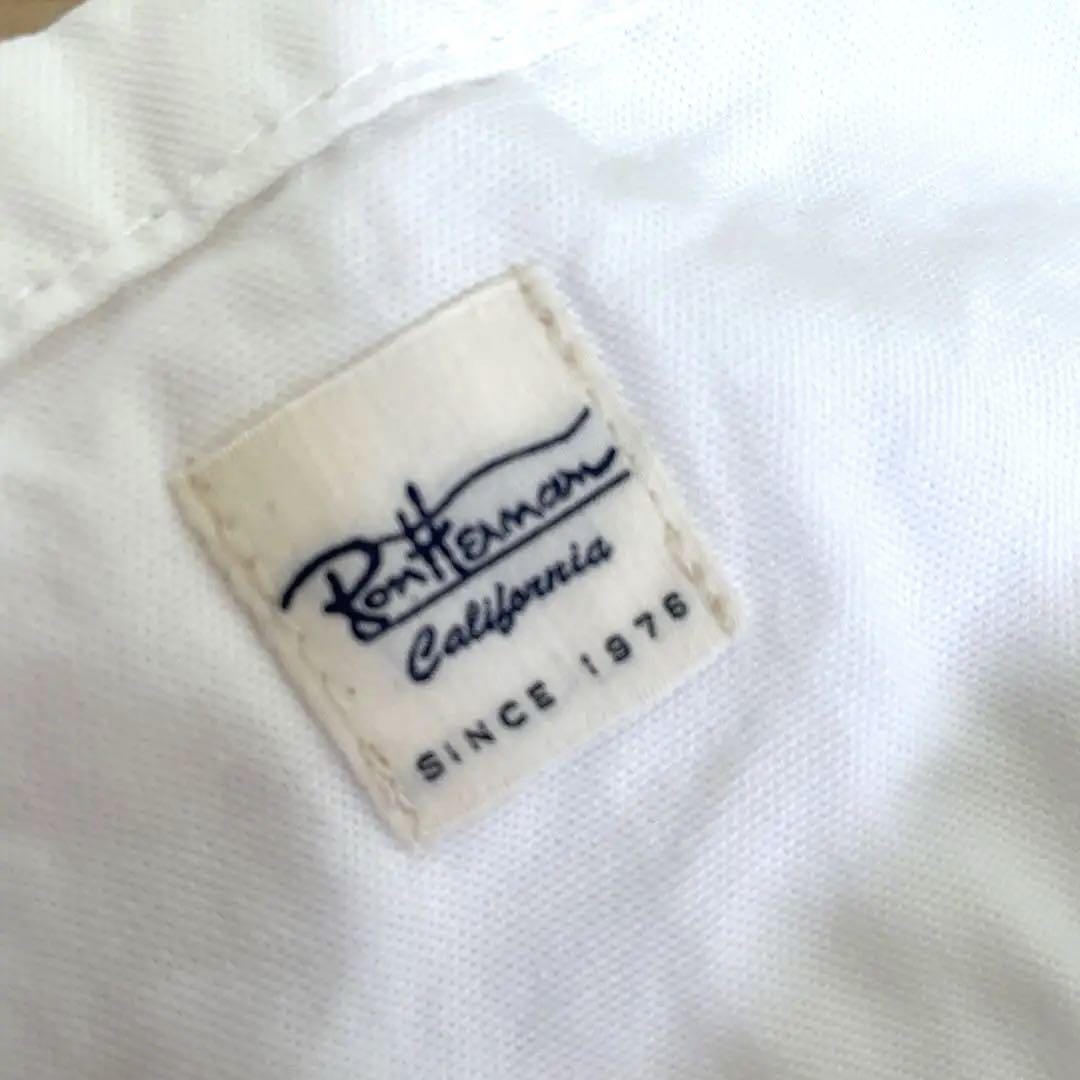 Ron Herman
California
SINCE 1976